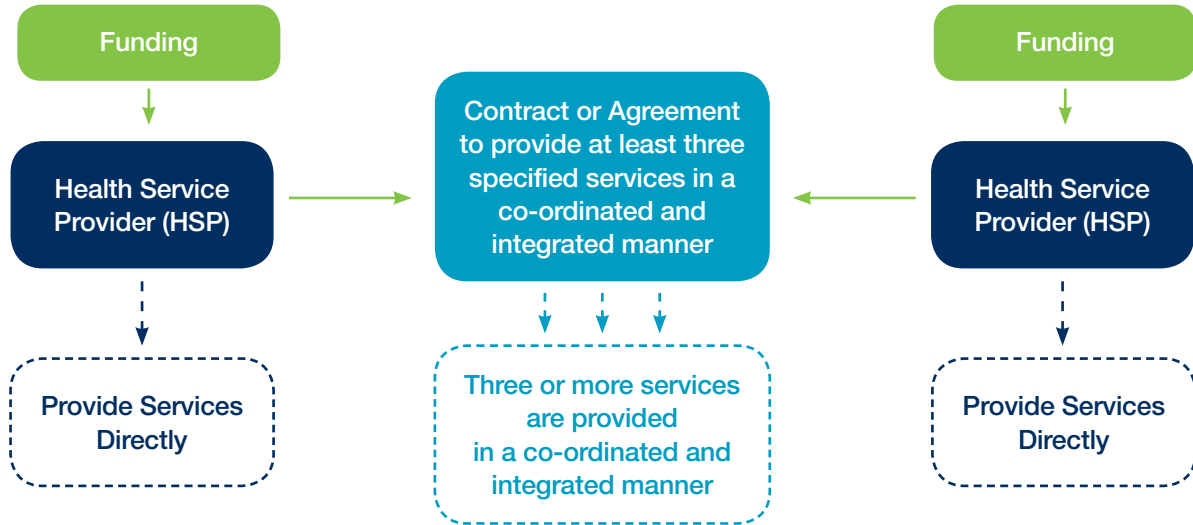 Funding
Health Service
Provider (HSP)
Provide Services
Directly
Contract or Agreement
to provide at least three
specified services in a
co-ordinated and
integrated manner
Three or more services
are provided
in a co-ordinated and
integrated manner
Funding
Health Service
Provider (HSP)
Provide Services
Directly